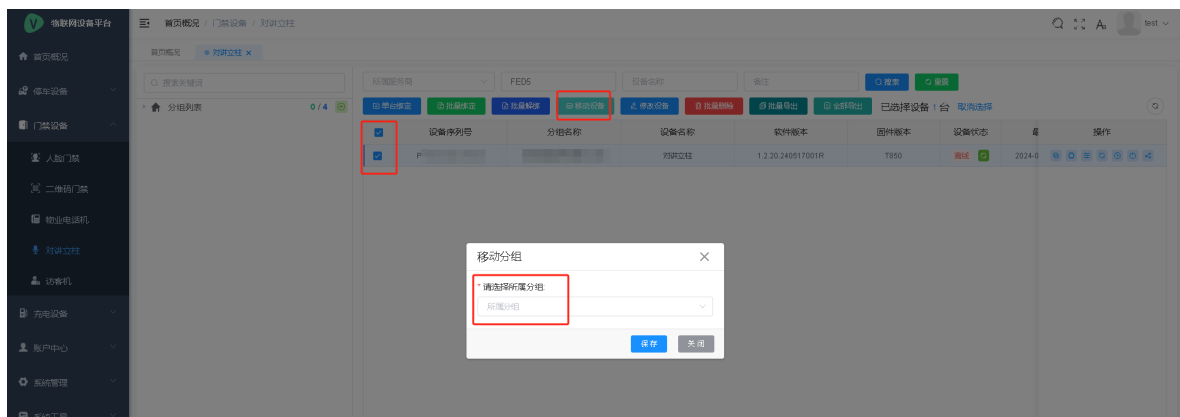 物联网设备平台
首页概况 / 门禁设备 / 对讲立柱
test
首页概况
对讲立柱 ×
首页概况
停车设备
门禁设备
人脸门禁
二维码门禁
物业电话机
对讲立柱
访客机
充电设备
账户中心
系统管理
系统工具
搜索关键词
分组列表 0 / 4
所属服务商 FED5 设备名称 备注 搜索 重置
单台绑定 批量绑定 批量解绑 移动设备 修改设备 批量删除 批量导出 全部导出 已选择设备 1 台 取消选择
设备序列号 分组名称 设备名称 软件版本 固件版本 设备状态 操作
P 对讲立柱 1.2.20.240517001R T850 2024-0
移动分组
* 请选择所属分组:
所属分组
保存 关闭